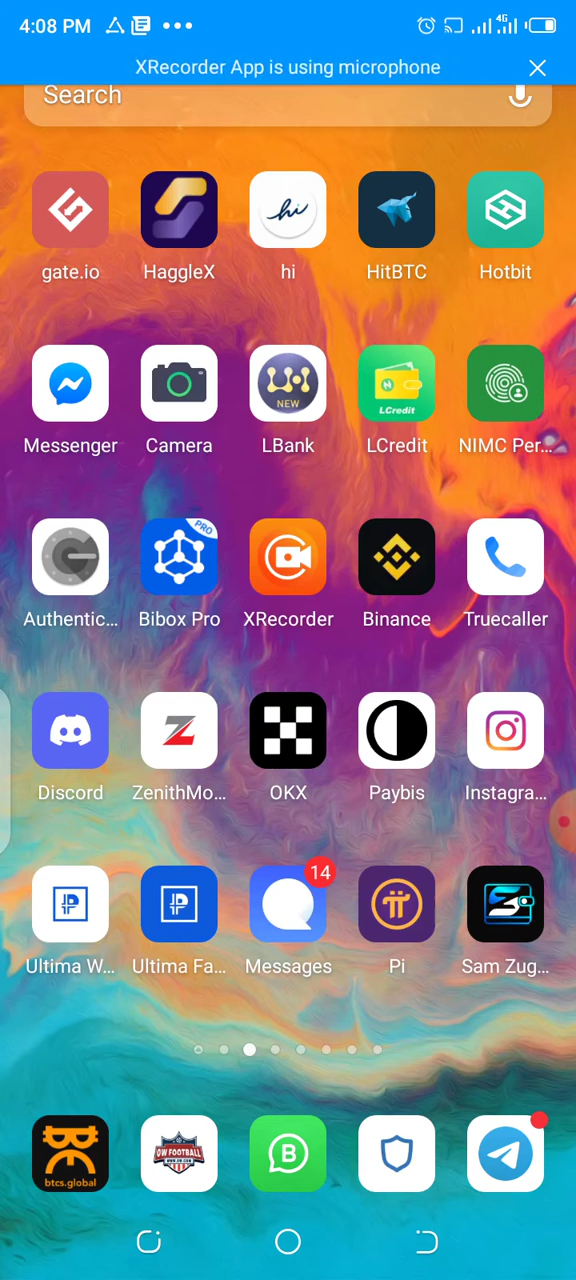 4:08 PM
4G
XRecorder App is using microphone
Search
gate.io
HaggleX
hi
hi
HitBTC
Hotbit
NEW
N
LCredit
Messenger
Camera
LBank
LCredit
NIMC Per...
PRO
Authentic...
Bibox Pro
XRecorder
Binance
Truecaller
Z
Discord
ZenithMo...
OKX
Paybis
Instagra...
14
Ultima W...
Ultima Fa...
Messages
Pi
Sam Zug...
btcs.global
OW FOOTBALL
B